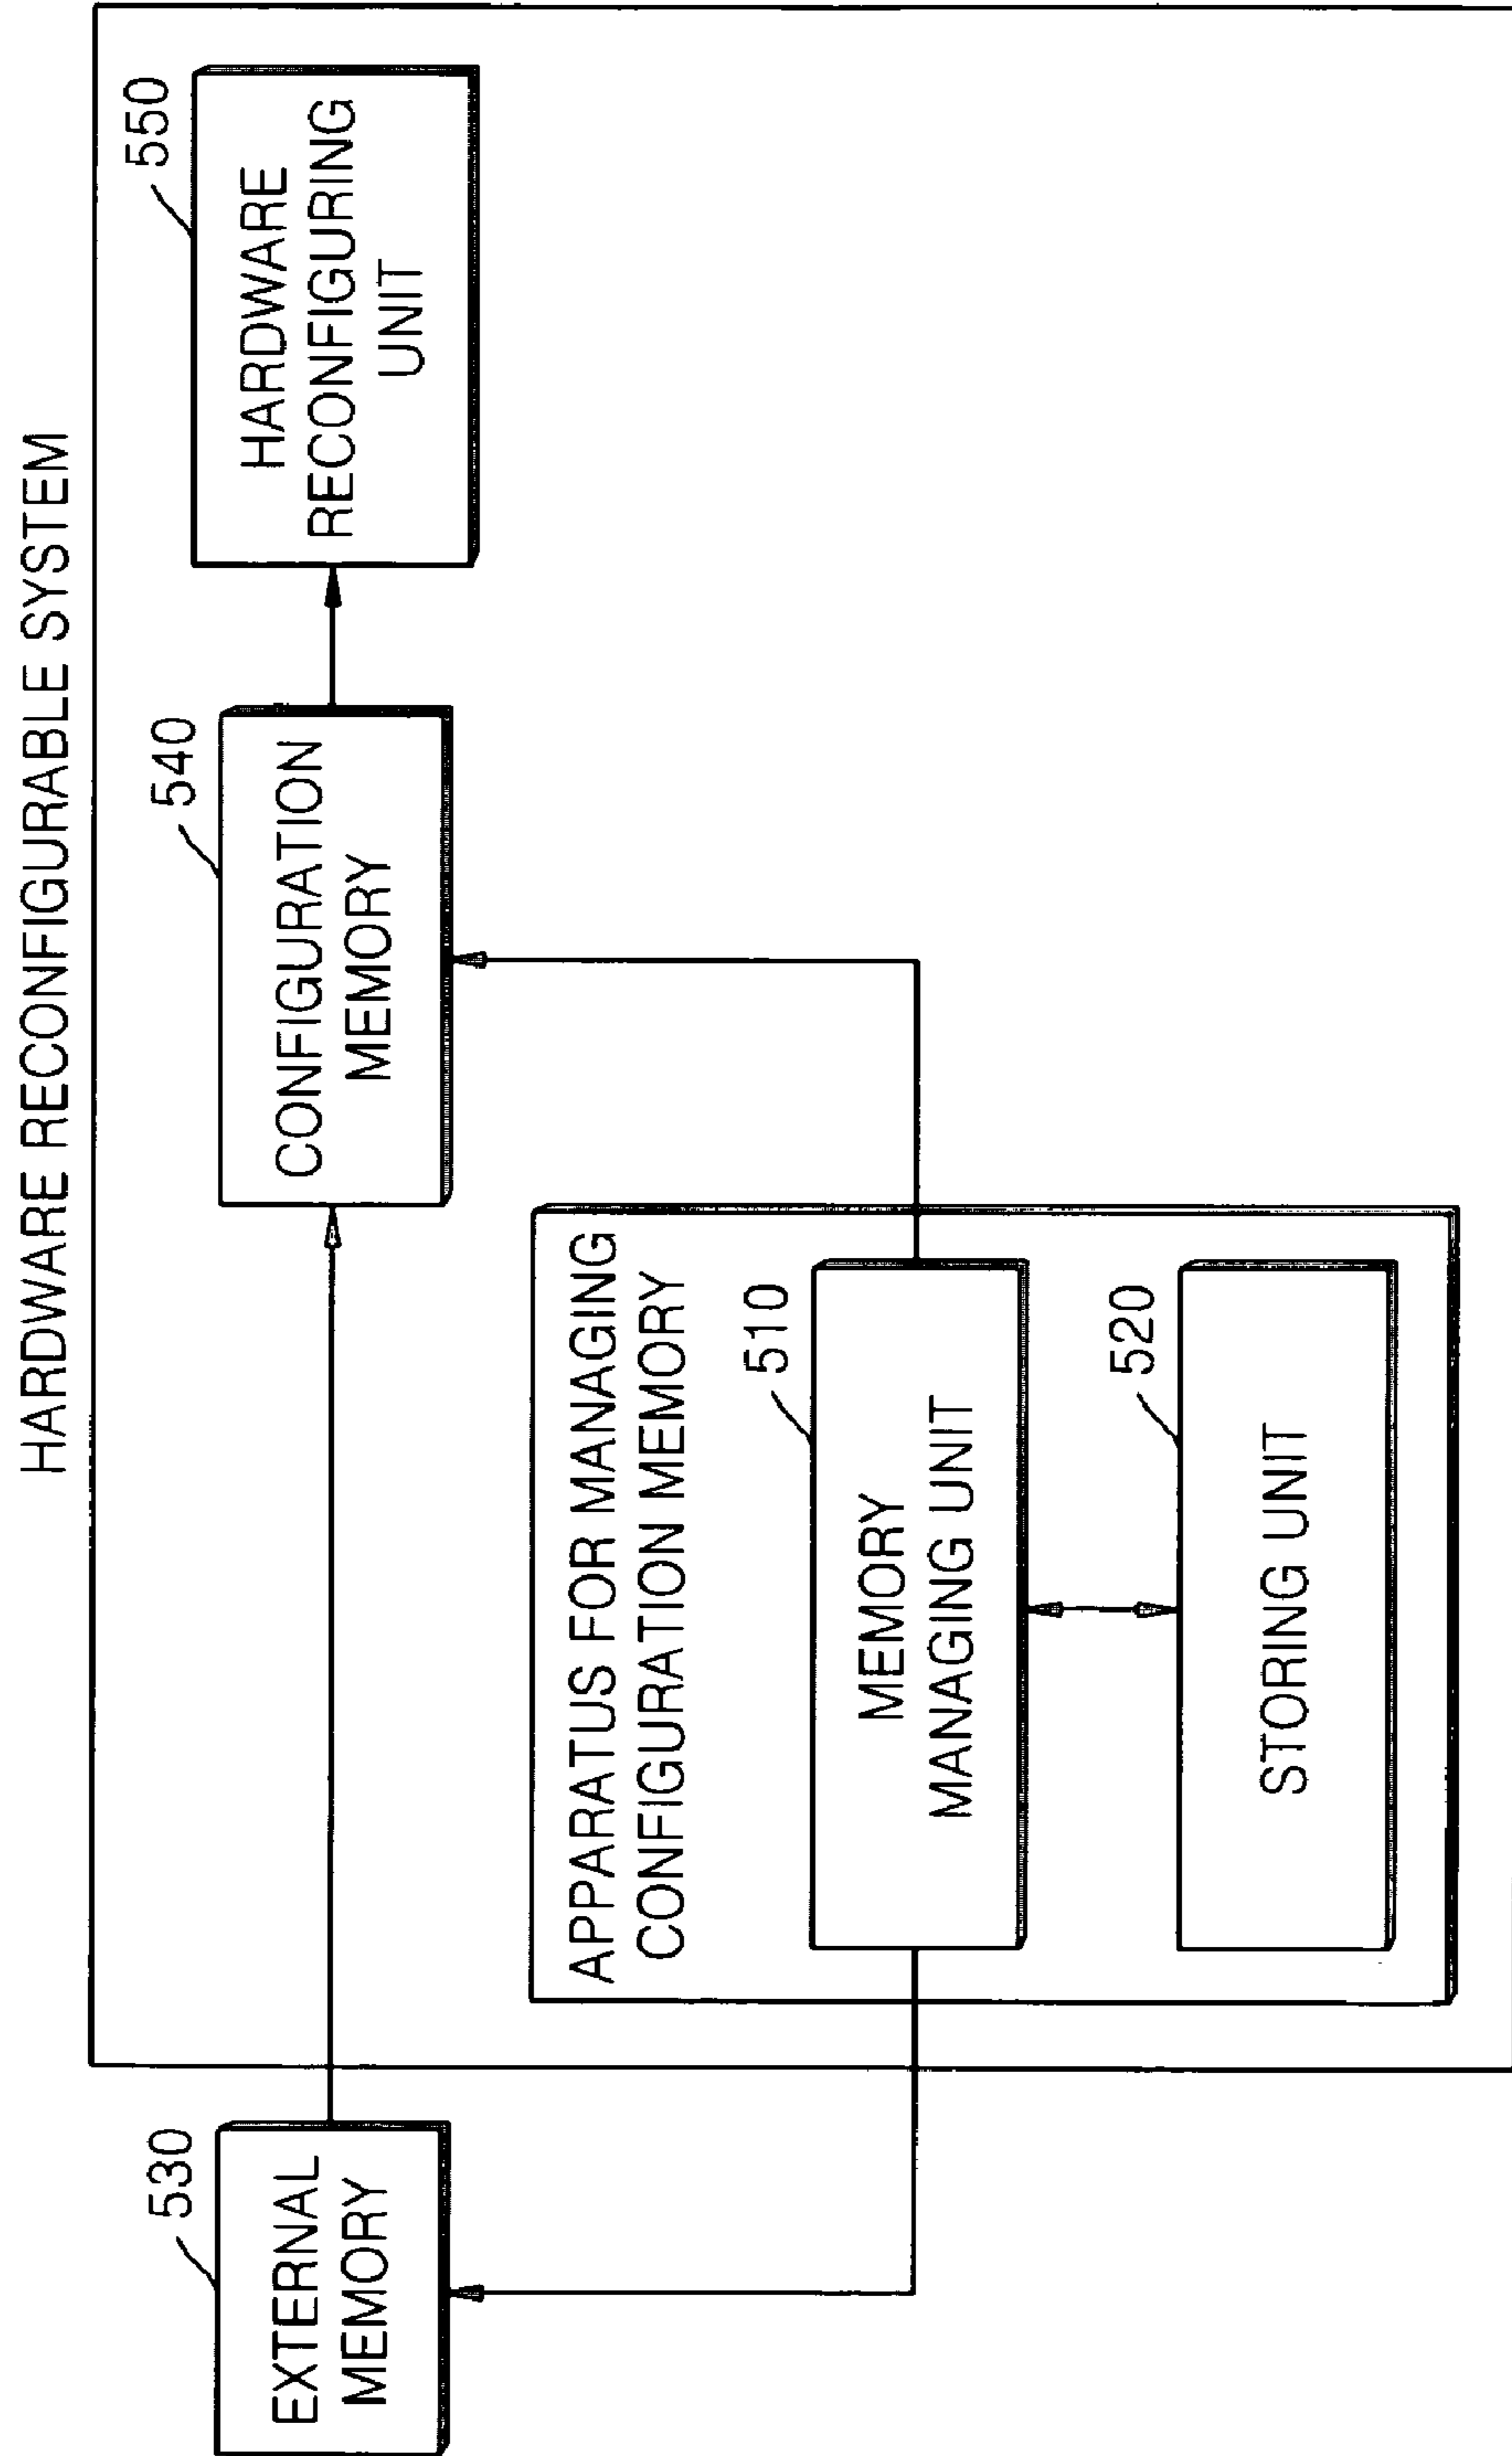 HARDWARE RECONFIGURABLE SYSTEM
530
EXTERNAL
MEMORY
540
CONFIGURATION
MEMORY
550
HARDWARE
RECONFIGURING
UNIT
APPARATUS FOR MANAGING
CONFIGURATION MEMORY
510
MEMORY
MANAGING UNIT
520
STORING UNIT